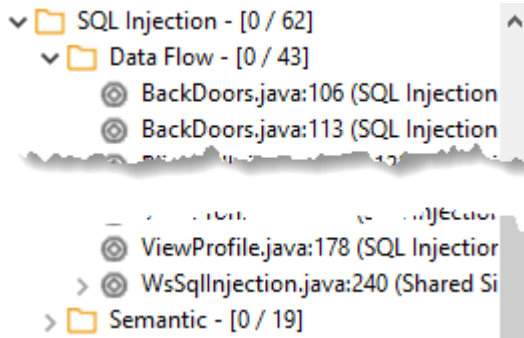 SQL Injection - [0 / 62]
Data Flow - [0 / 43]
BackDoors.java:106 (SQL Injection
BackDoors.java:113 (SQL Injection
ViewProfile.java:178 (SQL Injection
WsSqlInjection.java:240 (Shared Si
Semantic - [0 / 19]